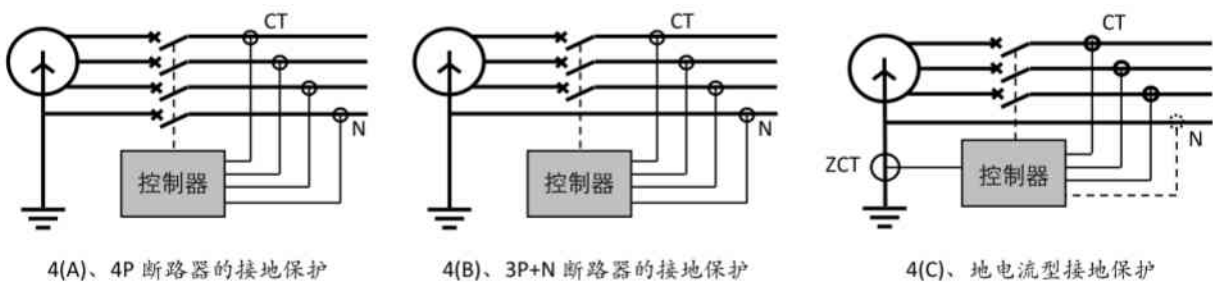 CT
N
控制器
4(A)、4P 断路器的接地保护
CT
N
控制器
4(B)、3P+N 断路器的接地保护
CT
N
ZCT
控制器
4(C)、地电流型接地保护